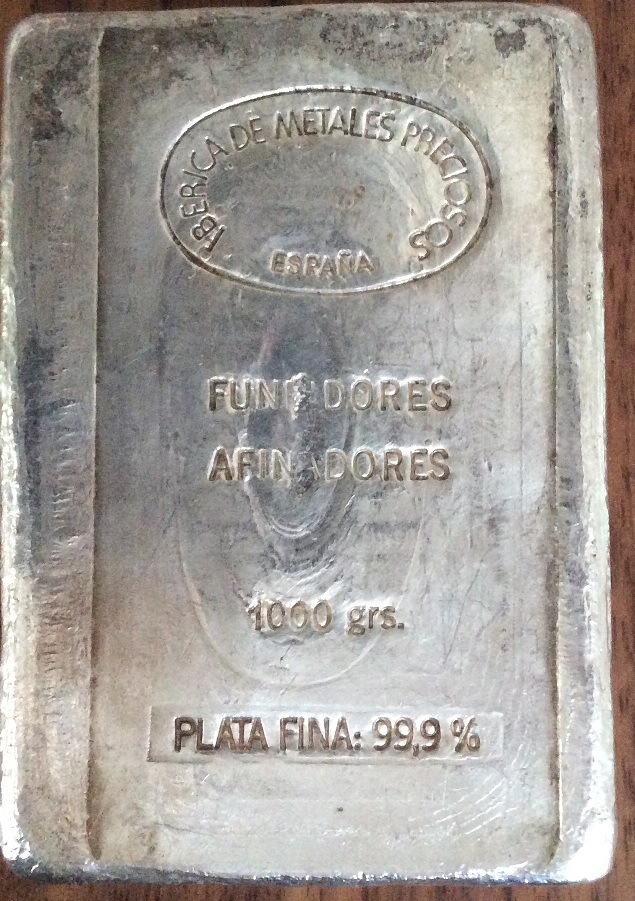 IBERICA DE METALES PRECIOSOS
ESPAÑA
FUNDIDORES
AFINADORES
1000 grs.
PLATA FINA: 99,9 %